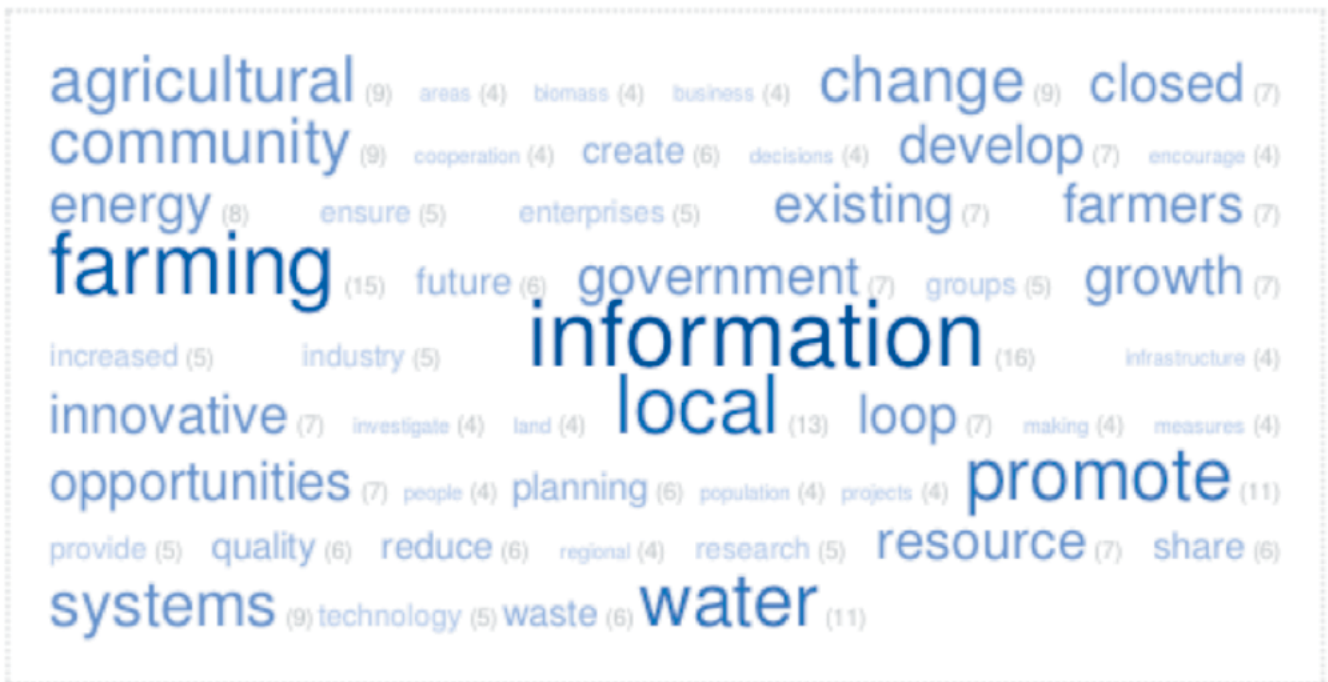 agricultural (9) areas (4) biomass (4) business (4) change (9) closed (7)
community (9) cooperation (4) create (6) decisions (4) develop (7) encourage (4)
energy (8) ensure (5) enterprises (5) existing (7) farmers (7)
farming (15) future (6) government (7) groups (5) growth (7)
increased (5) industry (5) information (16) infrastructure (4)
innovative (7) investigate (4) land (4) local (13) loop (7) making (4) measures (4)
opportunities (7) people (4) planning (6) population (4) projects (4) promote (11)
provide (5) quality (6) reduce (6) regional (4) research (5) resource (7) share (6)
systems (9) technology (5) waste (6) water (11)